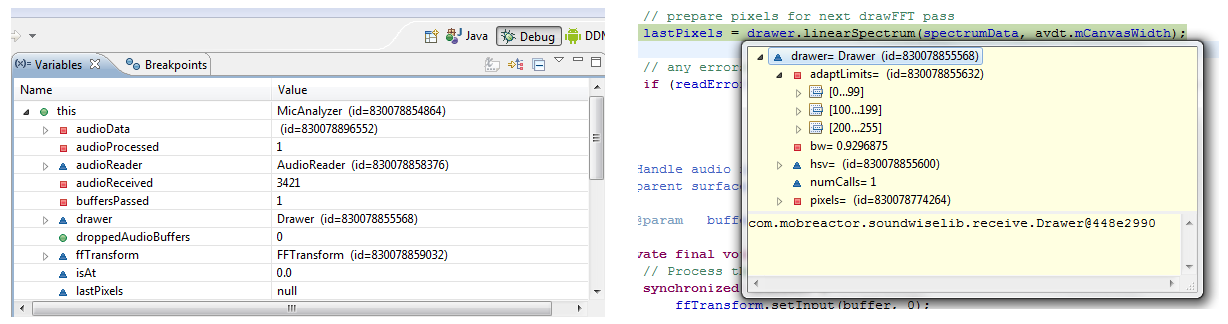 Java
Debug
DDM
(x)= Variables
Breakpoints
Name Value
this MicAnalyzer (id=830078854864)
audioData (id=830078896552)
audioProcessed 1
audioReader AudioReader (id=830078858376)
audioReceived 3421
buffersPassed 1
drawer Drawer (id=830078855568)
droppedAudioBuffers 0
ffTransform FFTransform (id=830078859032)
isAt 0.0
lastPixels null
// prepare pixels for next drawFFT pass
lastPixels = drawer.linearSpectrum(spectrumData, avdt.mCanvasWidth);
// any error
if (readErro
Handle audio
parent surfac
@param buffe
vate final vo
// Process th
synchronized
ffTransform.setInput(buffer, 0);
drawer= Drawer (id=830078855568)
adaptLimits= (id=830078855632)
[0...99]
[100...199]
[200...255]
bw= 0.9296875
hsv= (id=830078855600)
numCalls= 1
pixels= (id=830078774264)
com.mobreactor.soundwiselib.receive.Drawer@448e2990